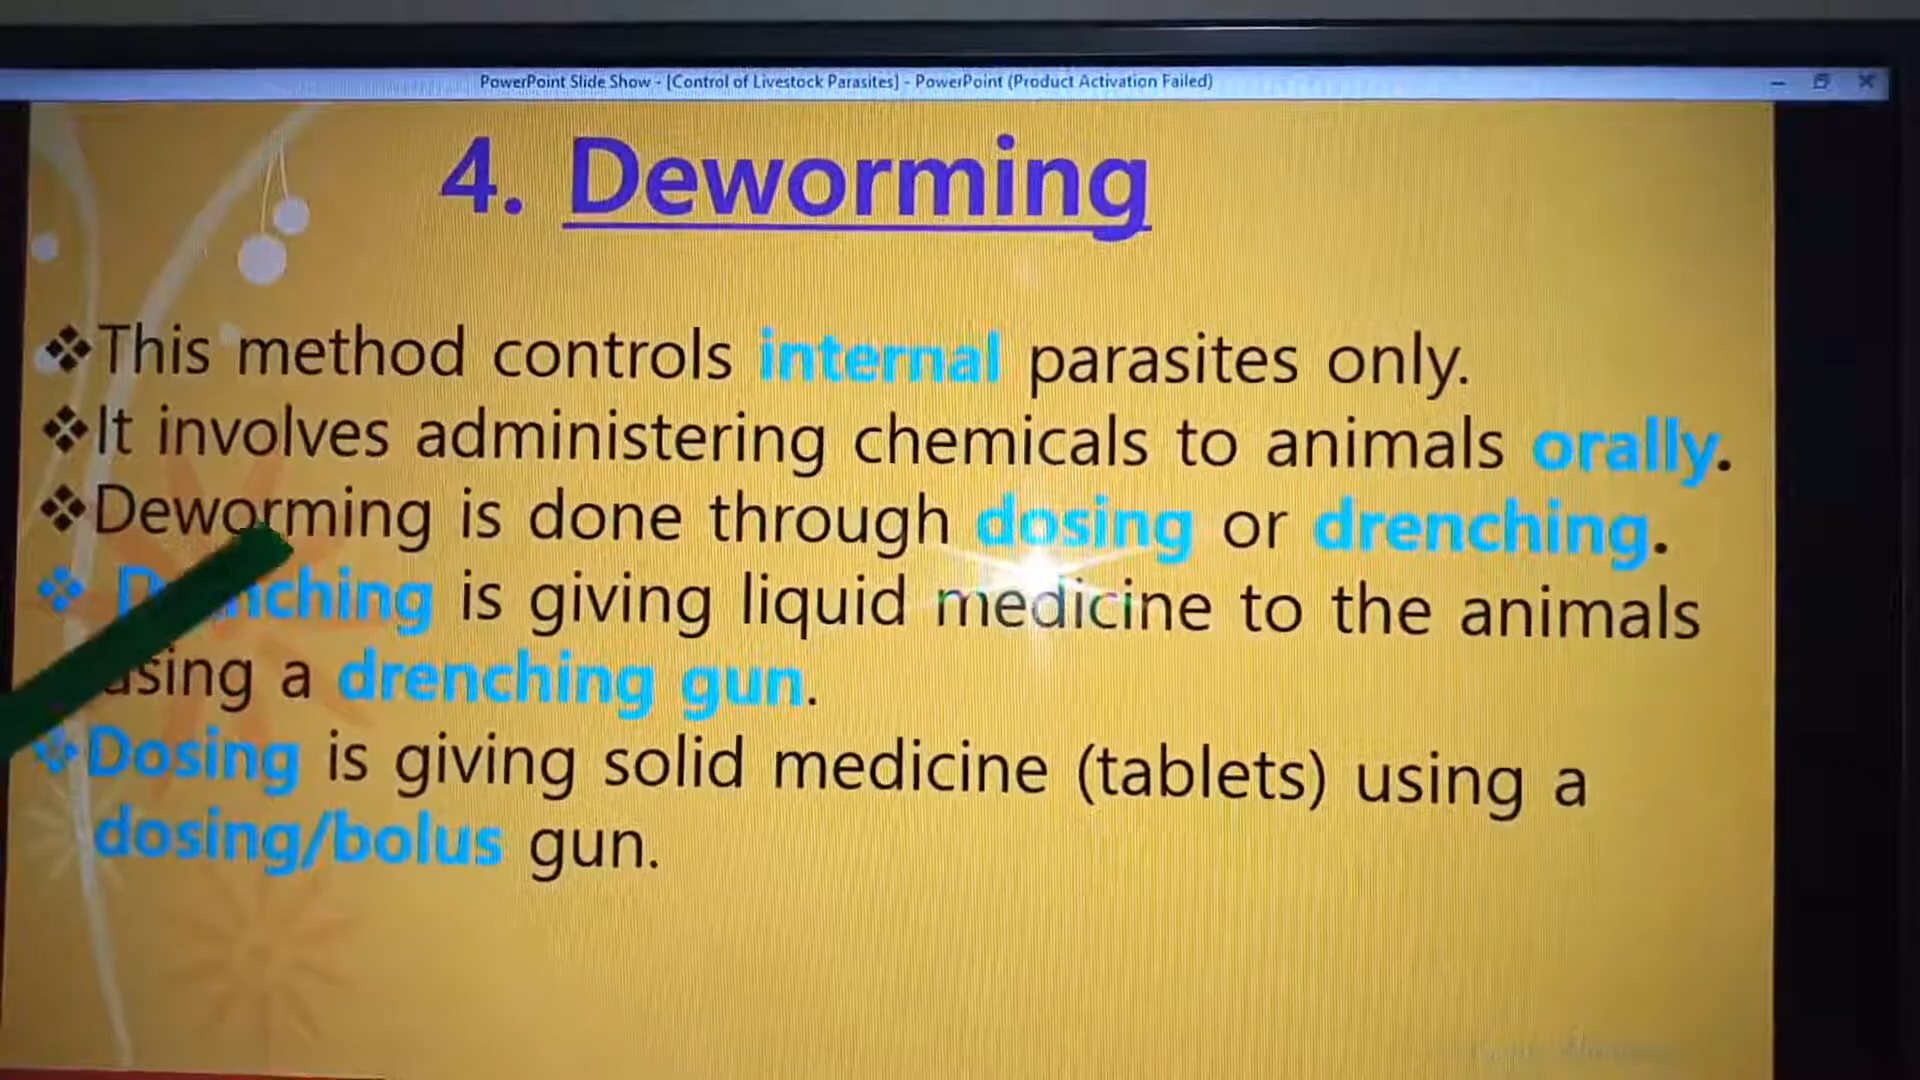 PowerPoint Slide Show - [Control of Livestock Parasites] - PowerPoint (Product Activation Failed)
4. Deworming
❖This method controls internal parasites only.
❖It involves administering chemicals to animals orally.
❖Deworming is done through dosing or drenching.
❖ Drenching is giving liquid medicine to the animals
using a drenching gun.
❖Dosing is giving solid medicine (tablets) using a
dosing/bolus gun.